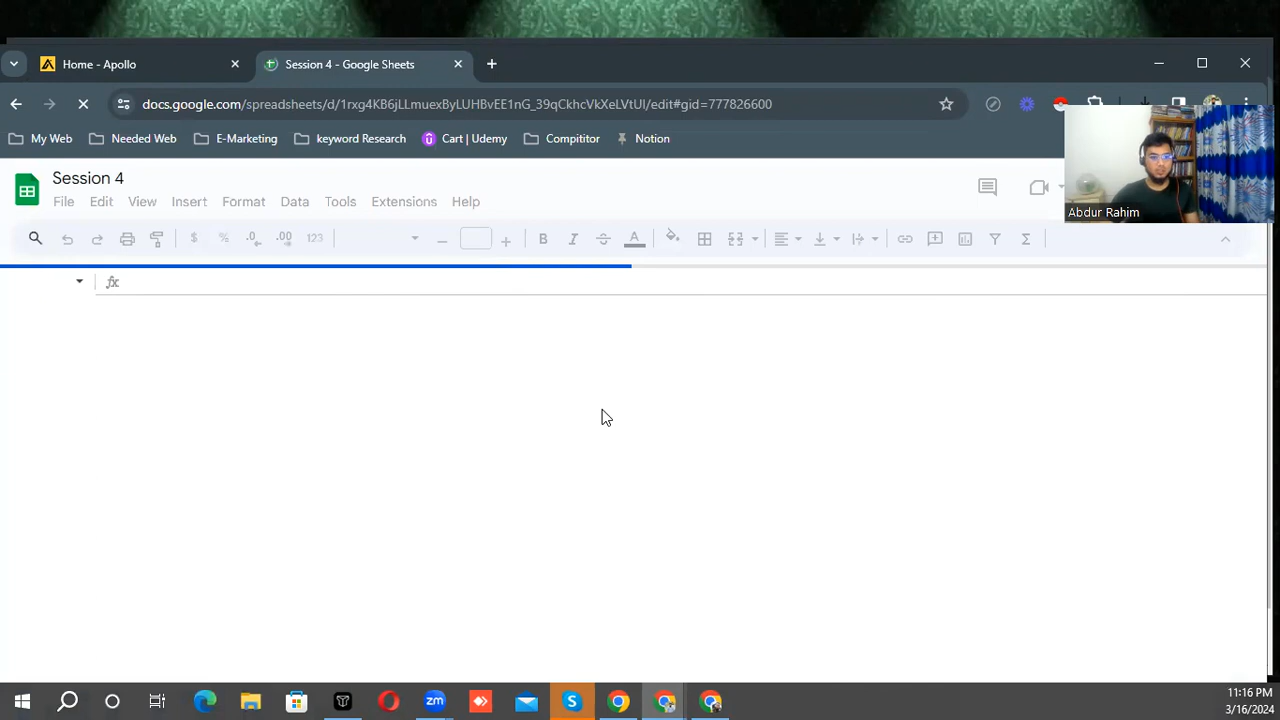 Home - Apollo
Session 4 - Google Sheets
docs.google.com/spreadsheets/d/1rxg4KB6jLLmuexByLUHBvEE1nG_39qCkhcVkXeLVtUI/edit#gid=777826600
My Web
Needed Web
E-Marketing
keyword Research
Cart | Udemy
Compititor
Notion
Session 4
File Edit View Insert Format Data Tools Extensions Help
$ % .0 .00 123
B I S A
fx
Abdur Rahim
zm
11:16 PM
3/16/2024